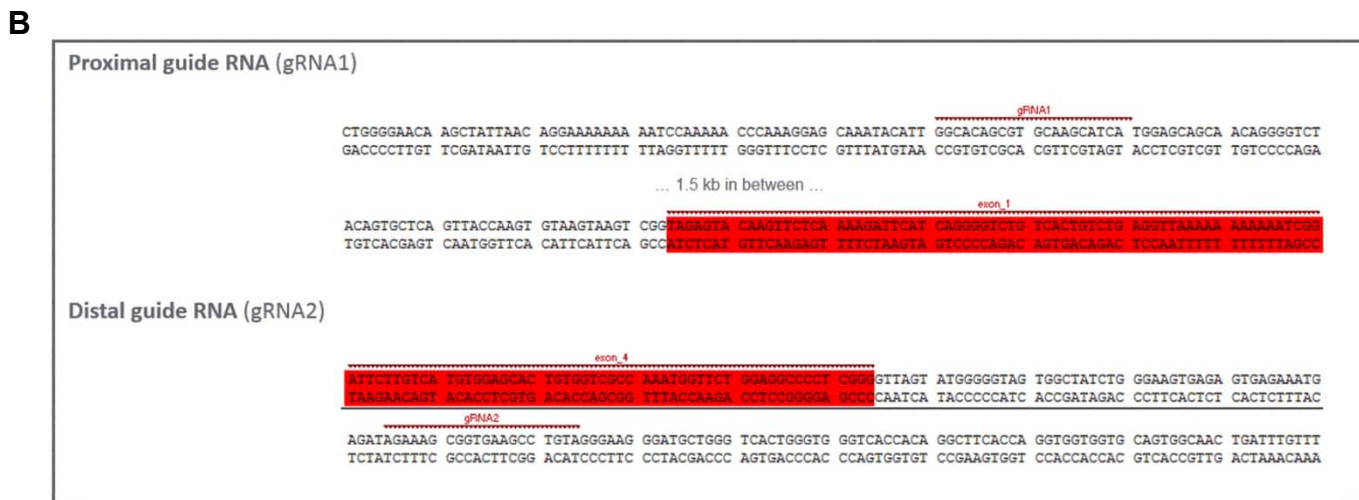 B
Proximal guide RNA (gRNA1)
gRNA1
CTGGGGAACA AGCTATTAAC AGGAAAAAAA AATCCAAAAA CCCAAAGGAG CAAATACATT GGCACAGCGT GCAAGCATCA TGGAGCAGCA ACAGGGGTCT
GACCCCTTGT TCGATAATTG TCCTTTTTTT TTAGGTTTTT GGGTTTCCTC GTTTATGTAA CCGTGTCGCA CGTTCGTAGT ACCTCGTCGT TGTCCCCAGA
... 1.5 kb in between ...
exon_1
ACAGTGCTCA GTTACCAAGT GTAAGTAAGT CGGTAGAGTA CAAGTTCTCA AAAGATTCAT CAGGGGTCTG TCACTGTCTG AGGTTAAAAA AAAAAATCGG
TGTCACGAGT CAATGGTTCA CATTCATTCA GCCATCTCAT GTTCAAGAGT TTTCTAAGTA GTCCCCAGAC AGTGACAGAC TCCAATTTTT TTTTTTAGCC
Distal guide RNA (gRNA2)
exon_4
ATTCTTGTCA TGTGGAGCAC TGTGGTCGCC AAATGGTTCT GGAGGCCCCT CGGGGTTAGT ATGGGGGTAG TGGCTATCTG GGAAGTGAGA GTGAGAAATG
TAAGAACAGT ACACCTCGTG ACACCAGCGG TTTACCAAGA CCTCCGGGGA GCCCCAATCA TACCCCCATC ACCGATAGAC CCTTCACTCT CACTCTTTAC
gRNA2
AGATAGAAAG CGGTGAAGCC TGTAGGGAAG GGATGCTGGG TCACTGGGTG GGTCACCACA GGCTTCACCA GGTGGTGGTG CAGTGGCAAC TGATTTGTTT
TCTATCTTTC GCCACTTCGG ACATCCCTTC CCTACGACCC AGTGACCCAC CCAGTGGTGT CCGAAGTGGT CCACCACCAC GTCACCGTTG ACTAAACAAA